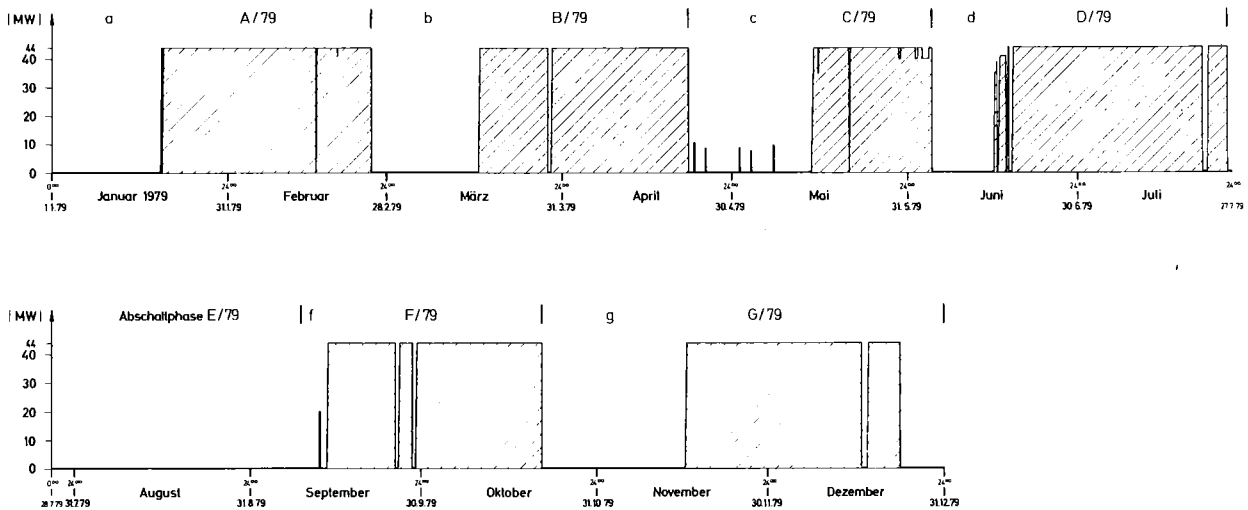 [MW] a A/79 b B/79 c C/79 d D/79
44
40
30
20
10
0
0⁰⁰ 24⁰⁰ 24⁰⁰ 24⁰⁰ 24⁰⁰ 24⁰⁰ 24⁰⁰ 24⁰⁰
Januar 1979 Februar März April Mai Juni Juli
1.1.79 31.1.79 28.2.79 31.3.79 30.4.79 31.5.79 30.6.79 27.7.79
[MW] Abschaltphase E/79 f F/79 g G/79
44
40
30
20
10
0
0⁰⁰ 24⁰⁰ 24⁰⁰ 24⁰⁰ 24⁰⁰ 24⁰⁰ 24⁰⁰
August September Oktober November Dezember
28.7.79 31.7.79 31.8.79 30.9.79 31.10.79 30.11.79 31.12.79